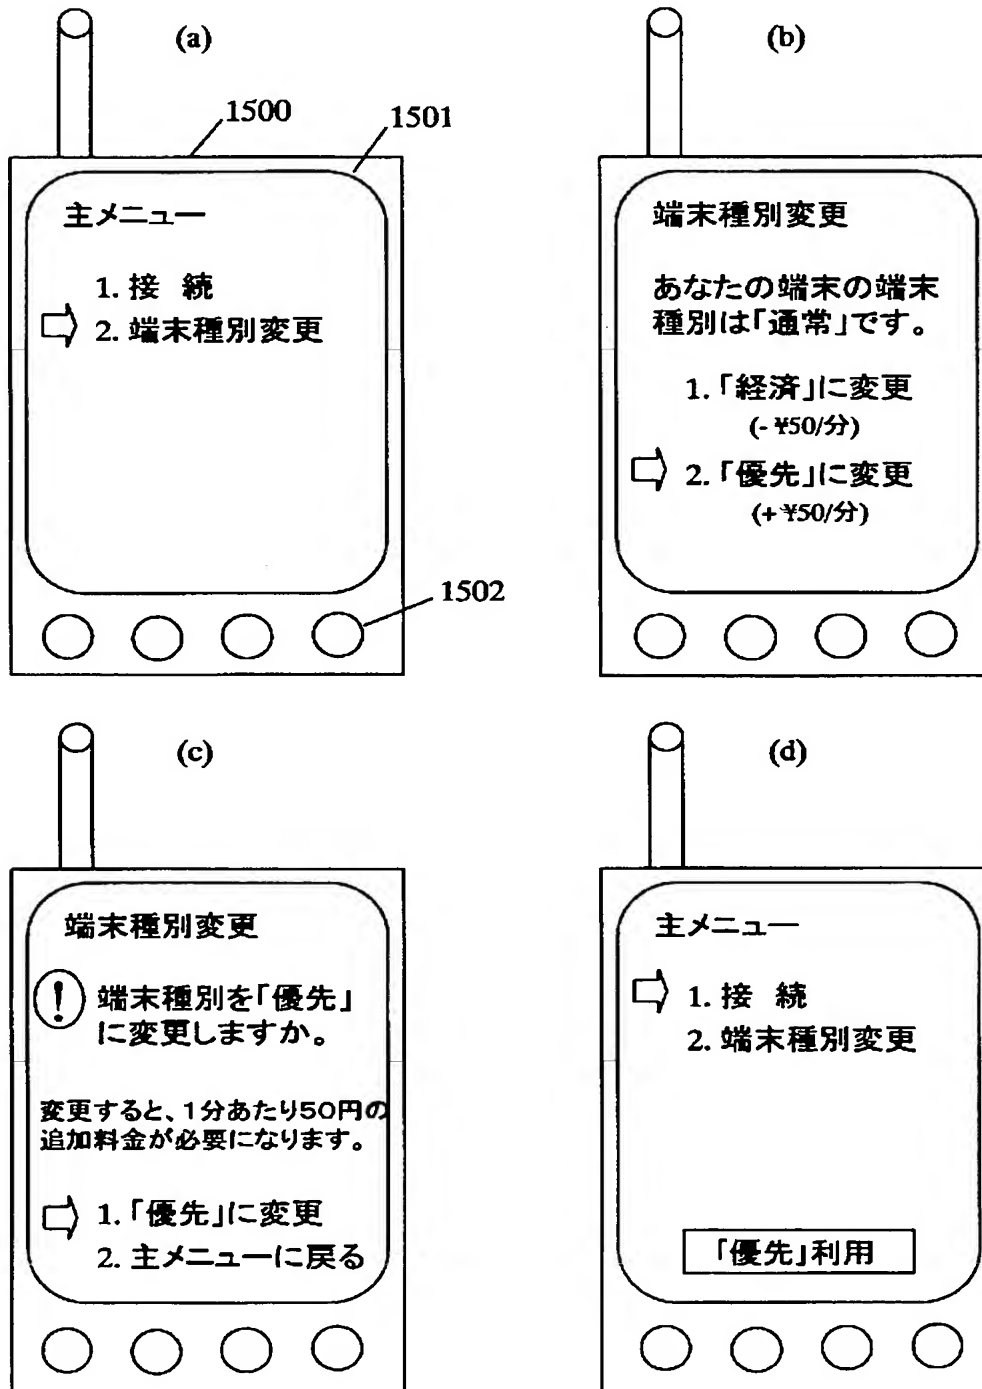 (a)
1500
1501
主メニュー
1. 接 続
2. 端末種別変更
1502
(b)
端末種別変更
あなたの端末の端末
種別は「通常」です。
1. 「経済」に変更
(- ¥50/分)
2. 「優先」に変更
(+ ¥50/分)
(c)
端末種別変更
! 端末種別を「優先」
に変更しますか。
変更すると、1分あたり50円の
追加料金が必要になります。
1. 「優先」に変更
2. 主メニューに戻る
(d)
主メニュー
1. 接 続
2. 端末種別変更
「優先」利用